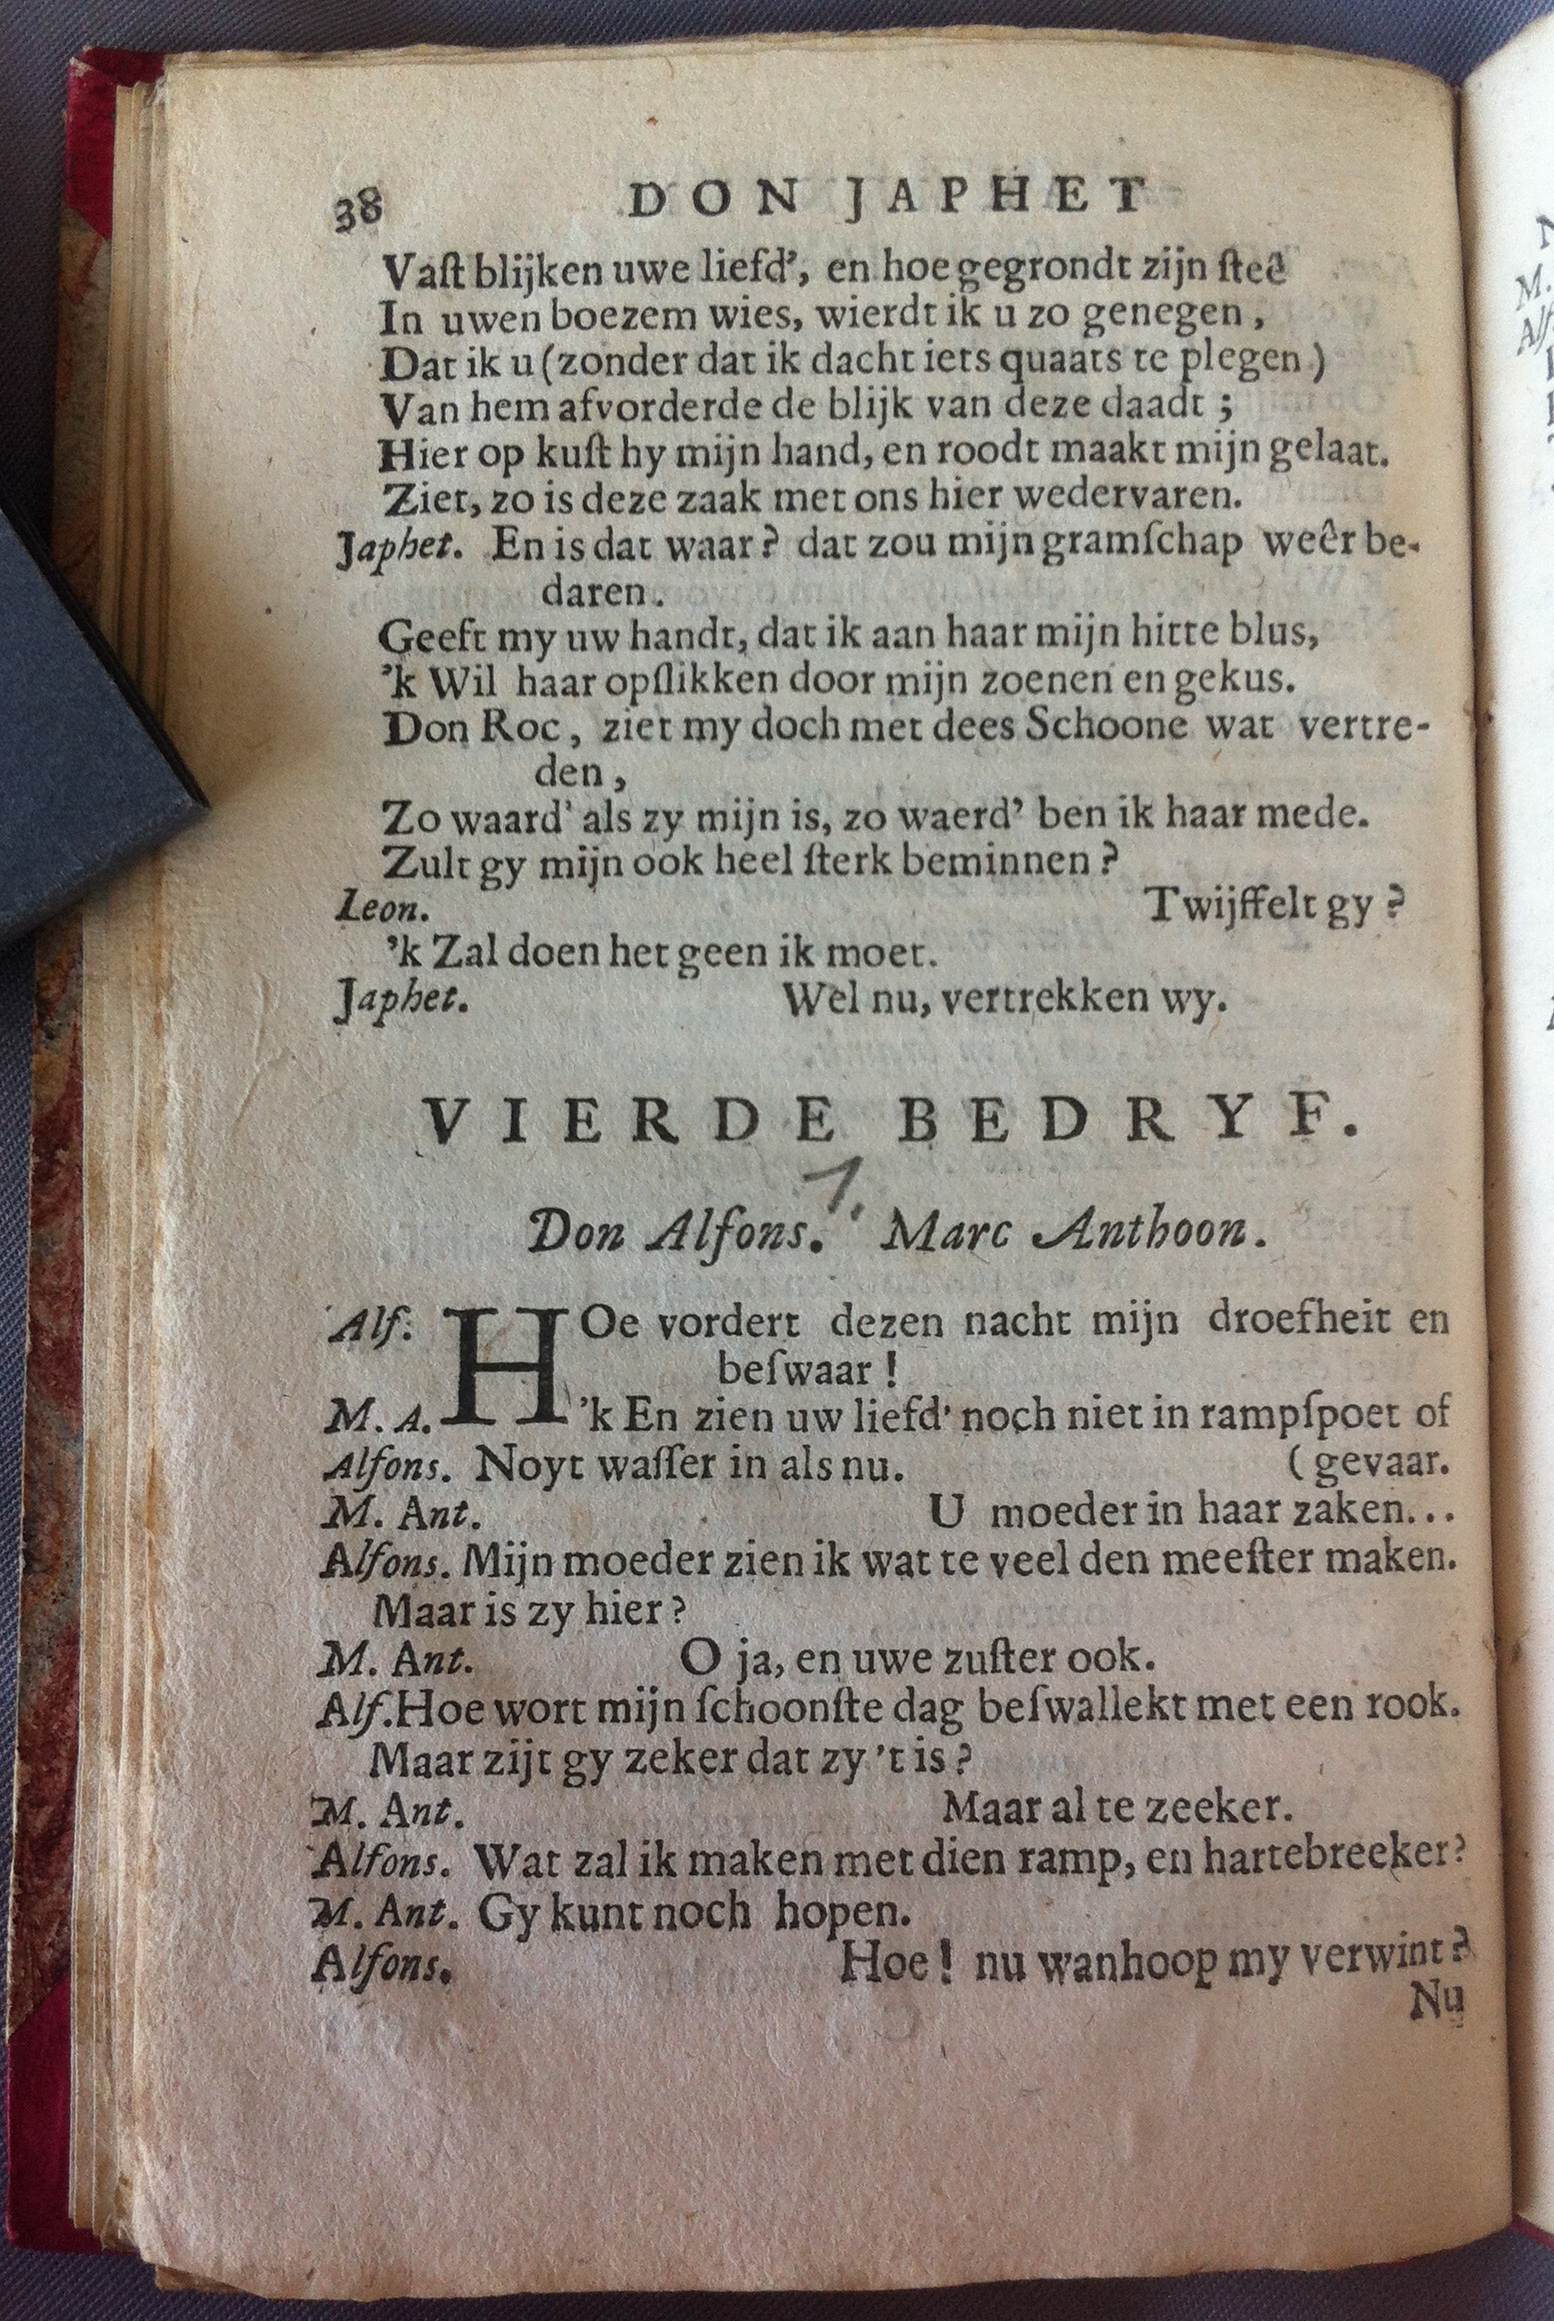 38 DON JAPHET
Vaſt blijken uwe liefd', en hoe gegrondt zijn ſteê
In uwen boezem wies, wierdt ik u zo genegen,
Dat ik u (zonder dat ik dacht iets quaats te plegen)
Van hem afvorderde de blijk van deze daadt;
Hier op kuſt hy mijn hand, en roodt maakt mijn gelaat.
Ziet, zo is deze zaak met ons hier wedervaren.
Japhet. En is dat waar? dat zou mijn gramſchap weêr be-
daren.
Geeft my uw handt, dat ik aan haar mijn hitte blus,
'k Wil haar opſlikken door mijn zoenen en gekus.
Don Roc, ziet my doch met dees Schoone wat vertre-
den,
Zo waard' als zy mijn is, zo waerd' ben ik haar mede.
Zult gy mijn ook heel ſterk beminnen?
Leon. Twijffelt gy?
'k Zal doen het geen ik moet.
Japhet. Wel nu, vertrekken wy.
VIERDE BEDRYF.
1.
Don Alfons. Marc Anthoon.
Alf. HOe vordert dezen nacht mijn droefheit en
beſwaar!
M. A. 'k En zien uw liefd' noch niet in rampſpoet of
Alfons. Noyt waſſer in als nu. (gevaar.
M. Ant. U moeder in haar zaken...
Alfons. Mijn moeder zien ik wat te veel den meeſter maken.
Maar is zy hier?
M. Ant. O ja, en uwe zuſter ook.
Alf. Hoe wort mijn ſchoonſte dag beſwallekt met een rook.
Maar zijt gy zeker dat zy 't is?
M. Ant. Maar al te zeeker.
Alfons. Wat zal ik maken met dien ramp, en hartebreeker?
M. Ant. Gy kunt noch hopen.
Alfons. Hoe! nu wanhoop my verwint?
Nu